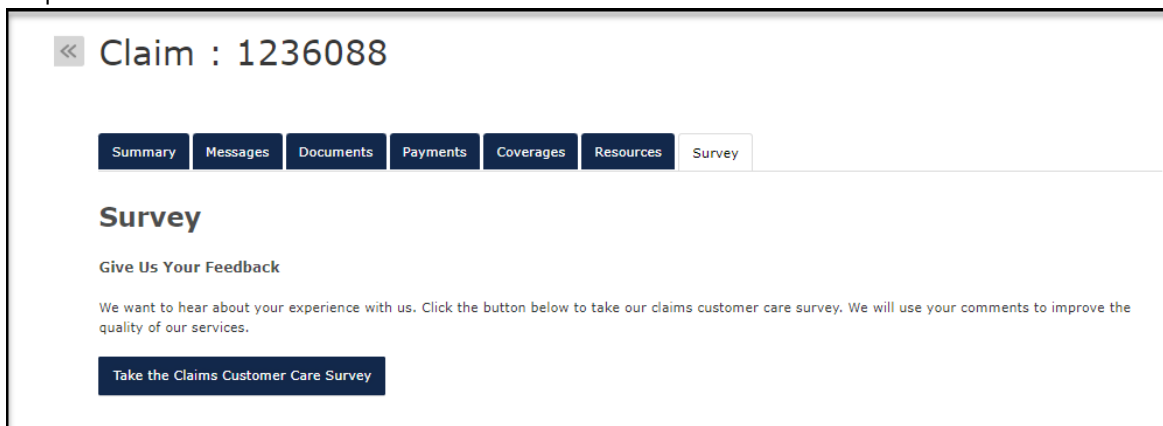 « Claim : 1236088
Summary Messages Documents Payments Coverages Resources Survey
Survey
Give Us Your Feedback
We want to hear about your experience with us. Click the button below to take our claims customer care survey. We will use your comments to improve the
quality of our services.
Take the Claims Customer Care Survey